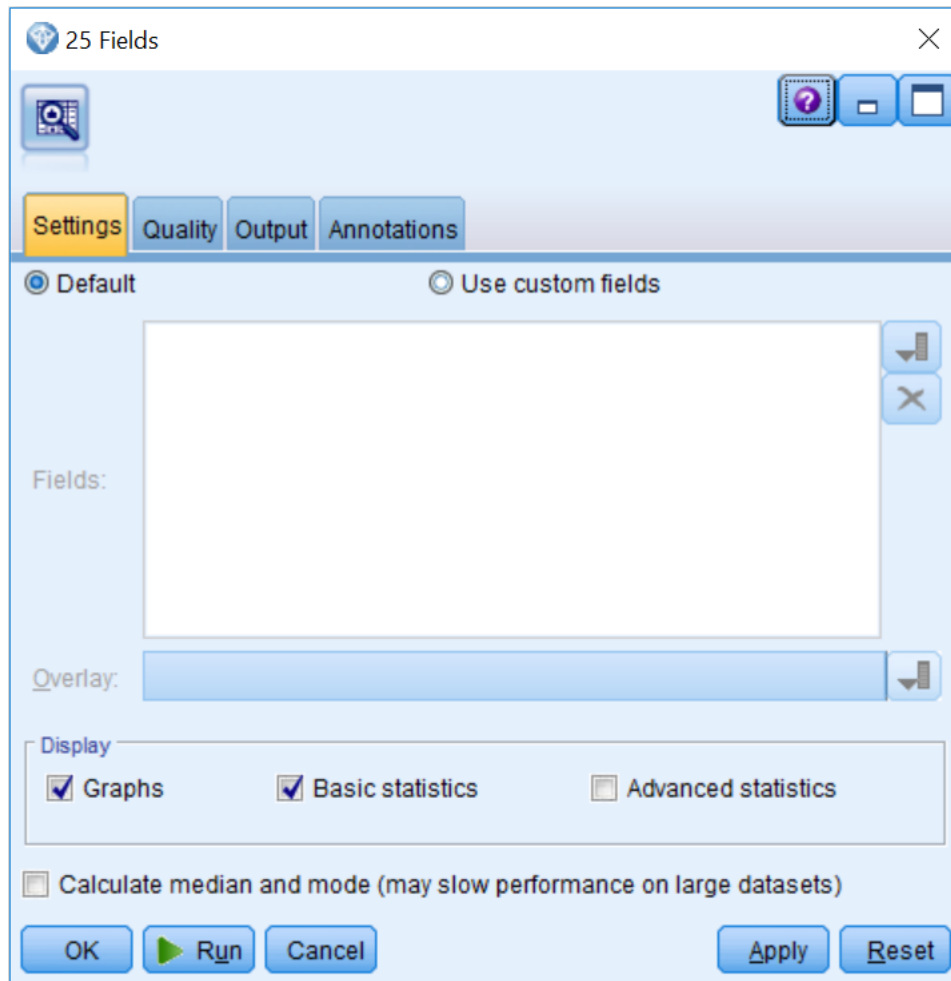 25 Fields
Settings Quality Output Annotations
Default Use custom fields
Fields:
Overlay:
Display
Graphs Basic statistics Advanced statistics
Calculate median and mode (may slow performance on large datasets)
OK Run Cancel Apply Reset